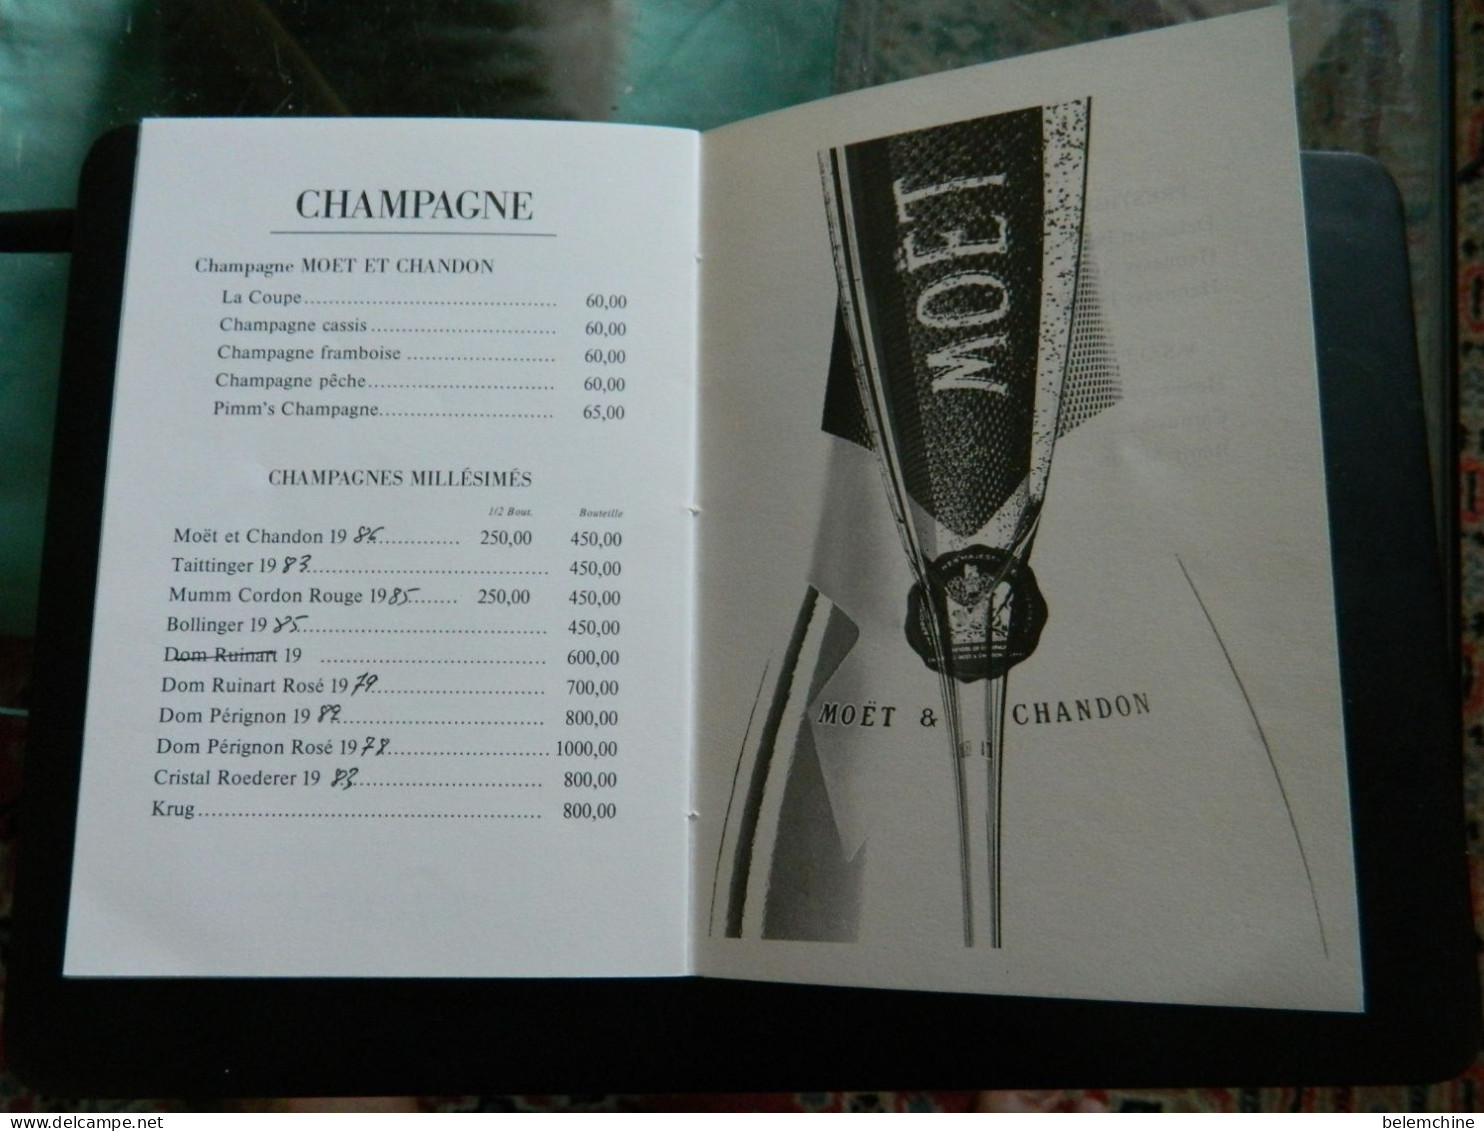 CHAMPAGNE
Champagne MOET ET CHANDON
La Coupe........................................ 60,00
Champagne cassis............................. 60,00
Champagne framboise ....................... 60,00
Champagne pêche.............................. 60,00
Pimm's Champagne............................ 65,00
CHAMPAGNES MILLÉSIMÉS
1/2 Bout. Bouteille
Moët et Chandon 19 ............. 250,00 450,00
Taittinger 19 83...................................... 450,00
Mumm Cordon Rouge 1985....... 250,00 450,00
Bollinger 19 85...................................... 450,00
Dom Ruinart 19 ................................... 600,00
Dom Ruinart Rosé 1979.......................... 700,00
Dom Pérignon 19 82............................... 800,00
Dom Pérignon Rosé 1978........................ 1000,00
Cristal Roederer 19 83............................. 800,00
Krug.................................................... 800,00
MOËT
MOËT & CHANDON
belemchine